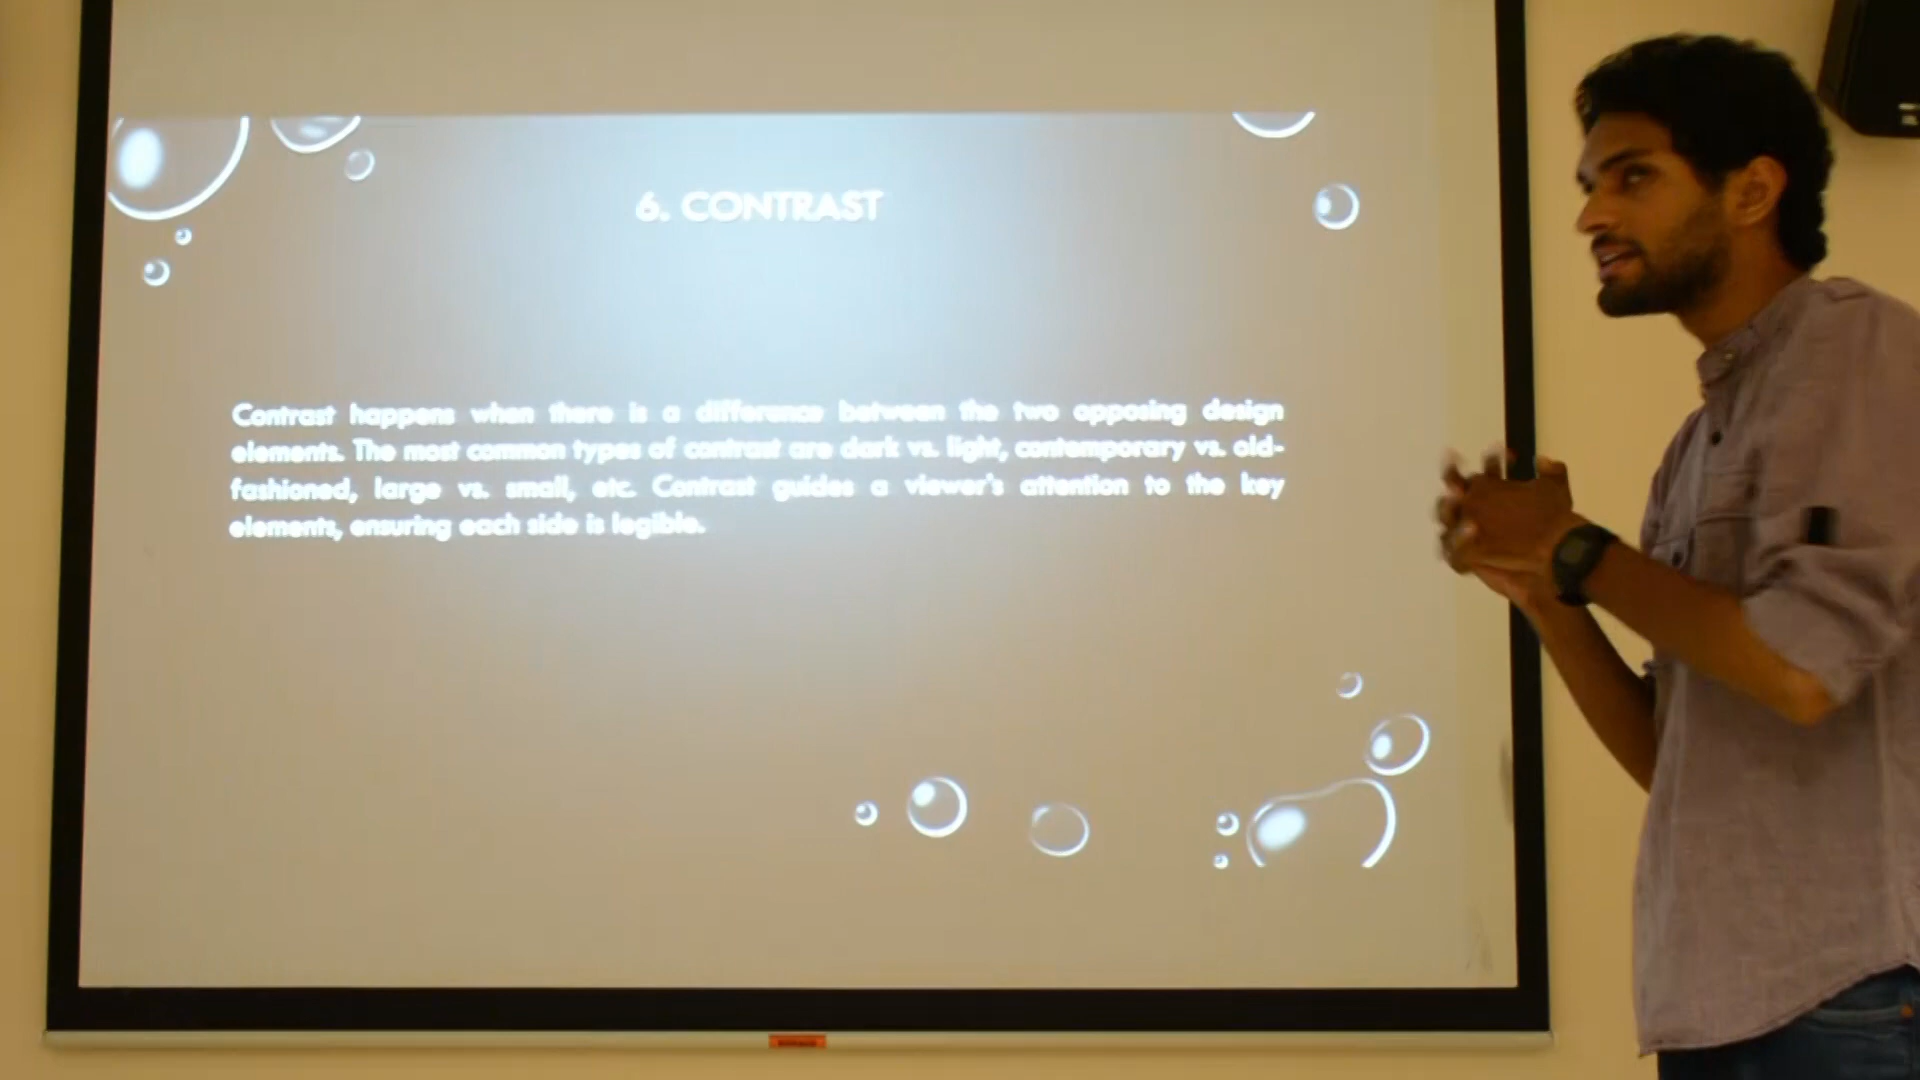 6. CONTRAST
Contrast happens when there is a difference between the two opposing design
elements. The most common types of contrast are dark vs. light, contemporary vs. old-
fashioned, large vs. small, etc. Contrast guides a viewer's attention to the key
elements, ensuring each side is legible.